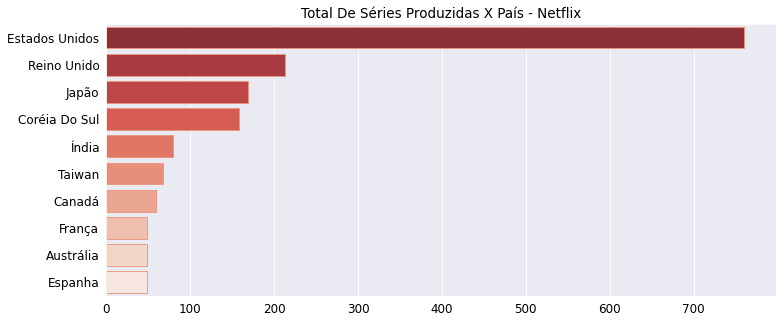 Total De Séries Produzidas X País - Netflix
Estados Unidos
Reino Unido
Japão
Coréia Do Sul
Índia
Taiwan
Canadá
França
Austrália
Espanha
0 100 200 300 400 500 600 700